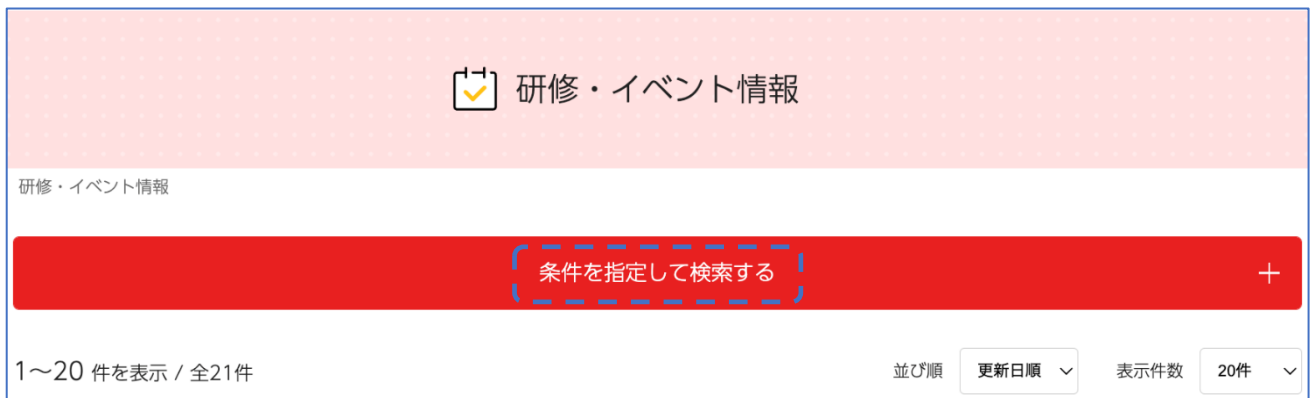 研修・イベント情報
研修・イベント情報
条件を指定して検索する
1～20 件を表示 / 全21件 並び順 更新日順 表示件数 20件